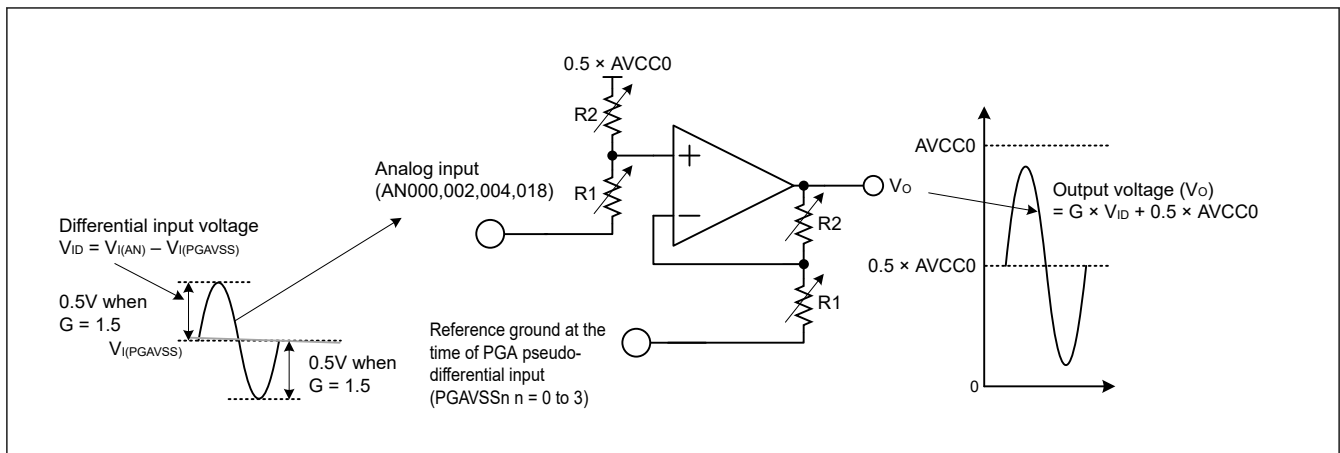 0.5 × AVCC0
R2
Analog input
(AN000,002,004,018)
R1
+
−
Vo
R2
R1
Differential input voltage
VID = VI(AN) – VI(PGAVSS)
0.5V when
G = 1.5
VI(PGAVSS)
0.5V when
G = 1.5
Reference ground at the
time of PGA pseudo-
differential input
(PGAVSSn n = 0 to 3)
AVCC0
Output voltage (Vo)
= G × VID + 0.5 × AVCC0
0.5 × AVCC0
0